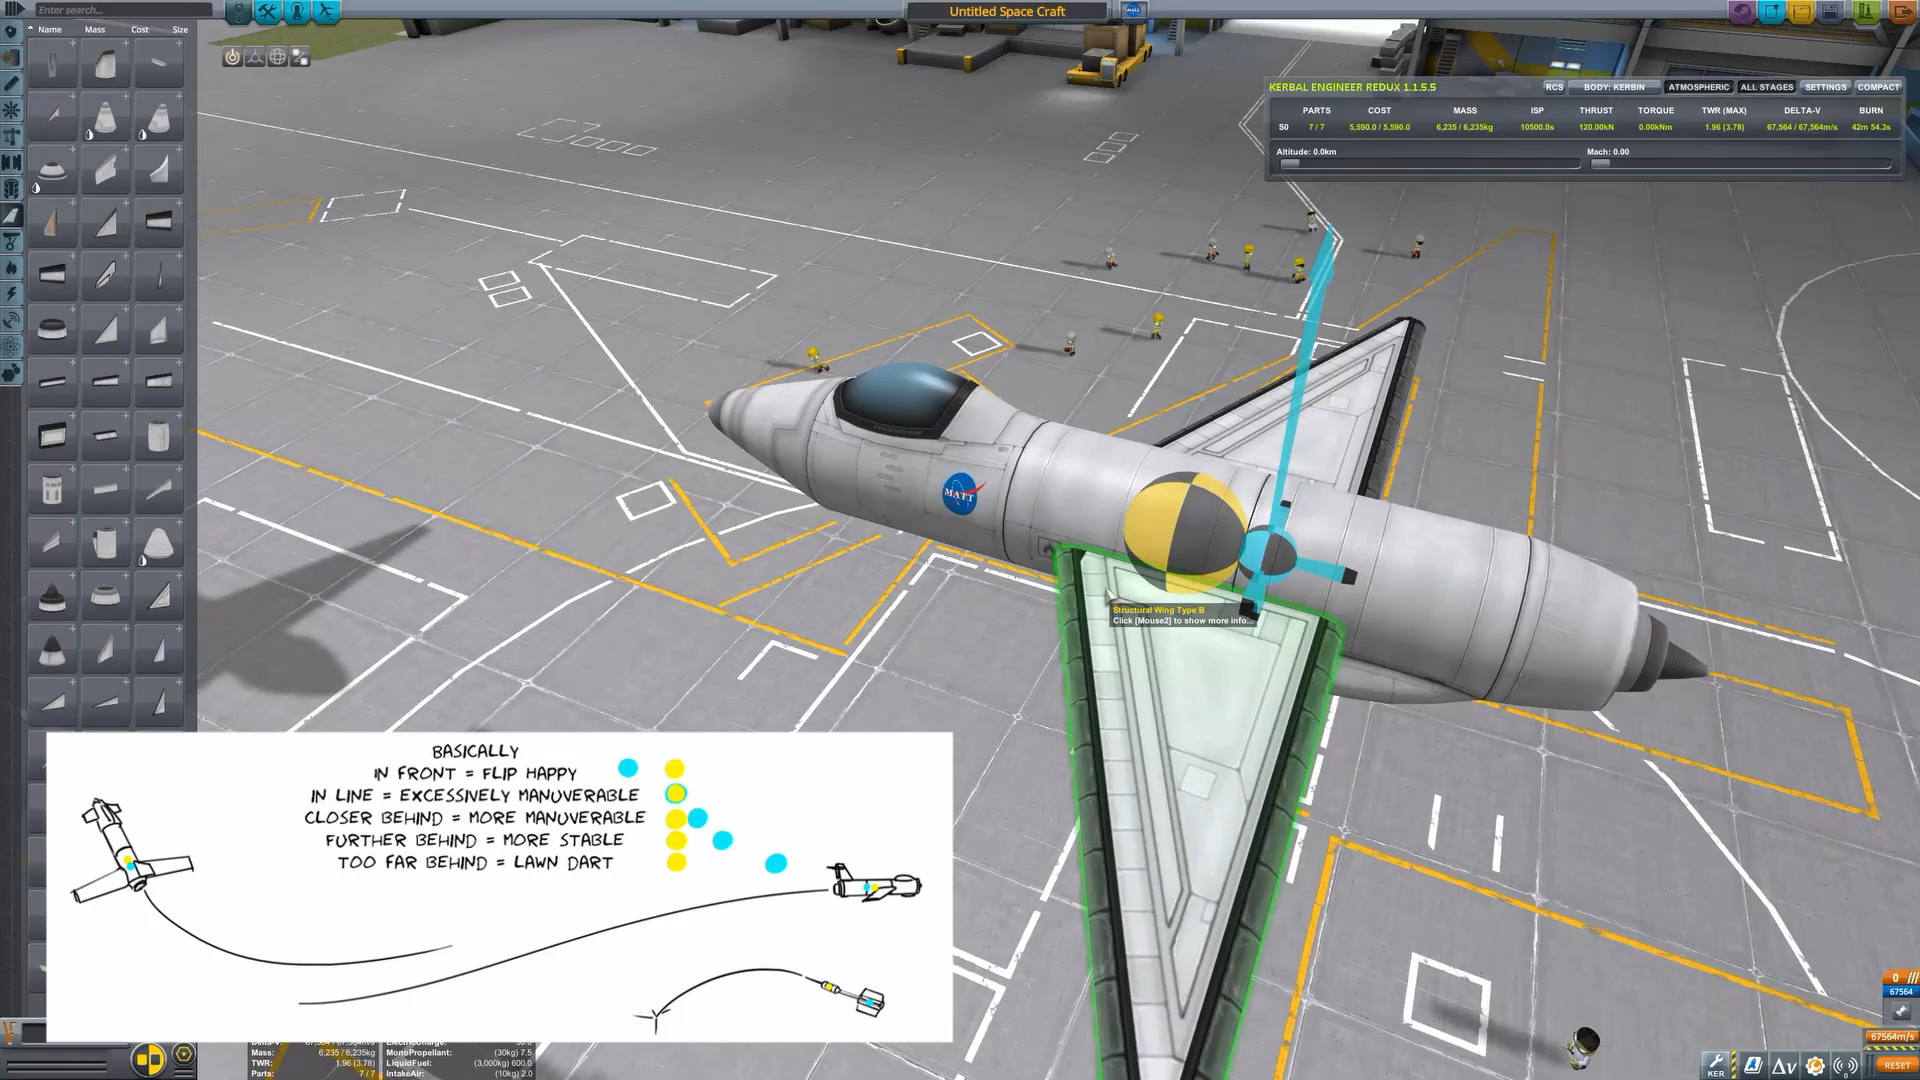 Enter search...
Untitled Space Craft
Name Mass Cost Size
KERBAL ENGINEER REDUX 1.1.5.5 RCS BODY: KERBIN ATMOSPHERIC ALL STAGES SETTINGS COMPACT
PARTS COST MASS ISP THRUST TORQUE TWR (MAX) DELTA-V BURN
S0 7 / 7 5,590.0 / 5,590.0 6,235 / 6,235kg 10500.0s 120.00kN 0.00kNm 1.96 (3.78) 67,564 / 67,564m/s 42m 54.3s
Altitude: 0.0km Mach: 0.00
MATT
Structural Wing Type B
Click [Mouse2] to show more info...
BASICALLY
IN FRONT = FLIP HAPPY
IN LINE = EXCESSIVELY MANUVERABLE
CLOSER BEHIND = MORE MANUVERABLE
FURTHER BEHIND = MORE STABLE
TOO FAR BEHIND = LAWN DART
0
67564
67564m/s
Mass: 6,235 / 6,235kg MonoPropellant: (30kg) 7.5
TWR: 1.96 (3.78) LiquidFuel: (3,000kg) 600.0
Parts: 7 / 7 IntakeAir: (10kg) 2.0
KER Δv 0 RESET